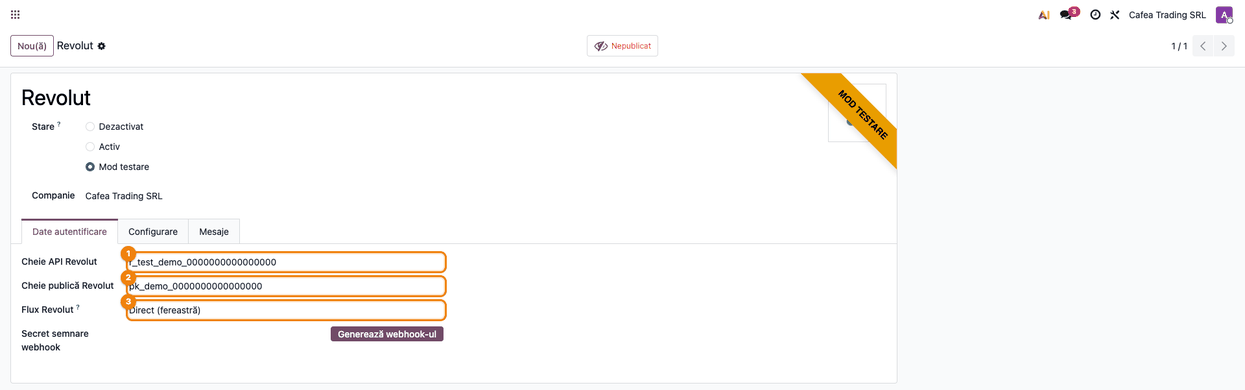 AI 3 Cafea Trading SRL A
Nou(ă) Revolut Nepublicat 1 / 1
Revolut
MOD TESTARE
Stare ? Dezactivat
Activ
Mod testare
Companie Cafea Trading SRL
Date autentificare Configurare Mesaje
1
Cheie API Revolut r_test_demo_0000000000000000
2
Cheie publică Revolut pk_demo_0000000000000000
3
Flux Revolut ? Direct (fereastră)
Secret semnare Generează webhook-ul
webhook